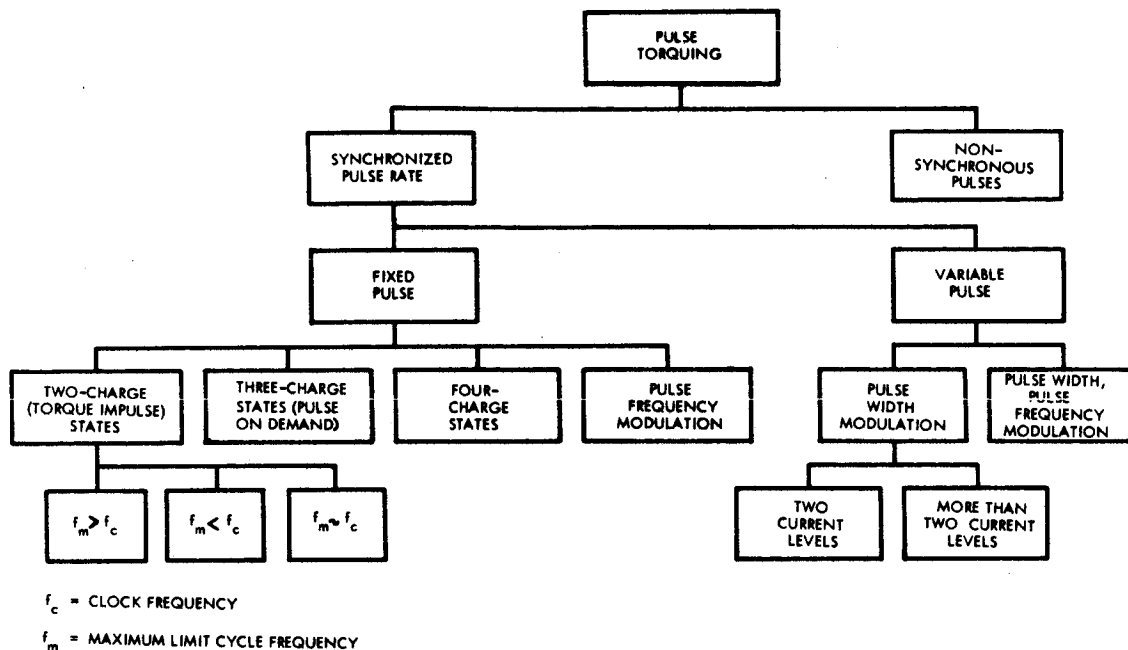 PULSE
TORQUING
SYNCHRONIZED
PULSE RATE
NON-
SYNCHRONOUS
PULSES
FIXED
PULSE
VARIABLE
PULSE
TWO-CHARGE
(TORQUE IMPULSE)
STATES
THREE-CHARGE
STATES (PULSE
ON DEMAND)
FOUR-
CHARGE
STATES
PULSE
FREQUENCY
MODULATION
PULSE
WIDTH
MODULATION
PULSE WIDTH,
PULSE
FREQUENCY
MODULATION
f_m > f_c
f_m < f_c
f_m ~ f_c
TWO
CURRENT
LEVELS
MORE THAN
TWO CURRENT
LEVELS
f_c = CLOCK FREQUENCY
f_m = MAXIMUM LIMIT CYCLE FREQUENCY